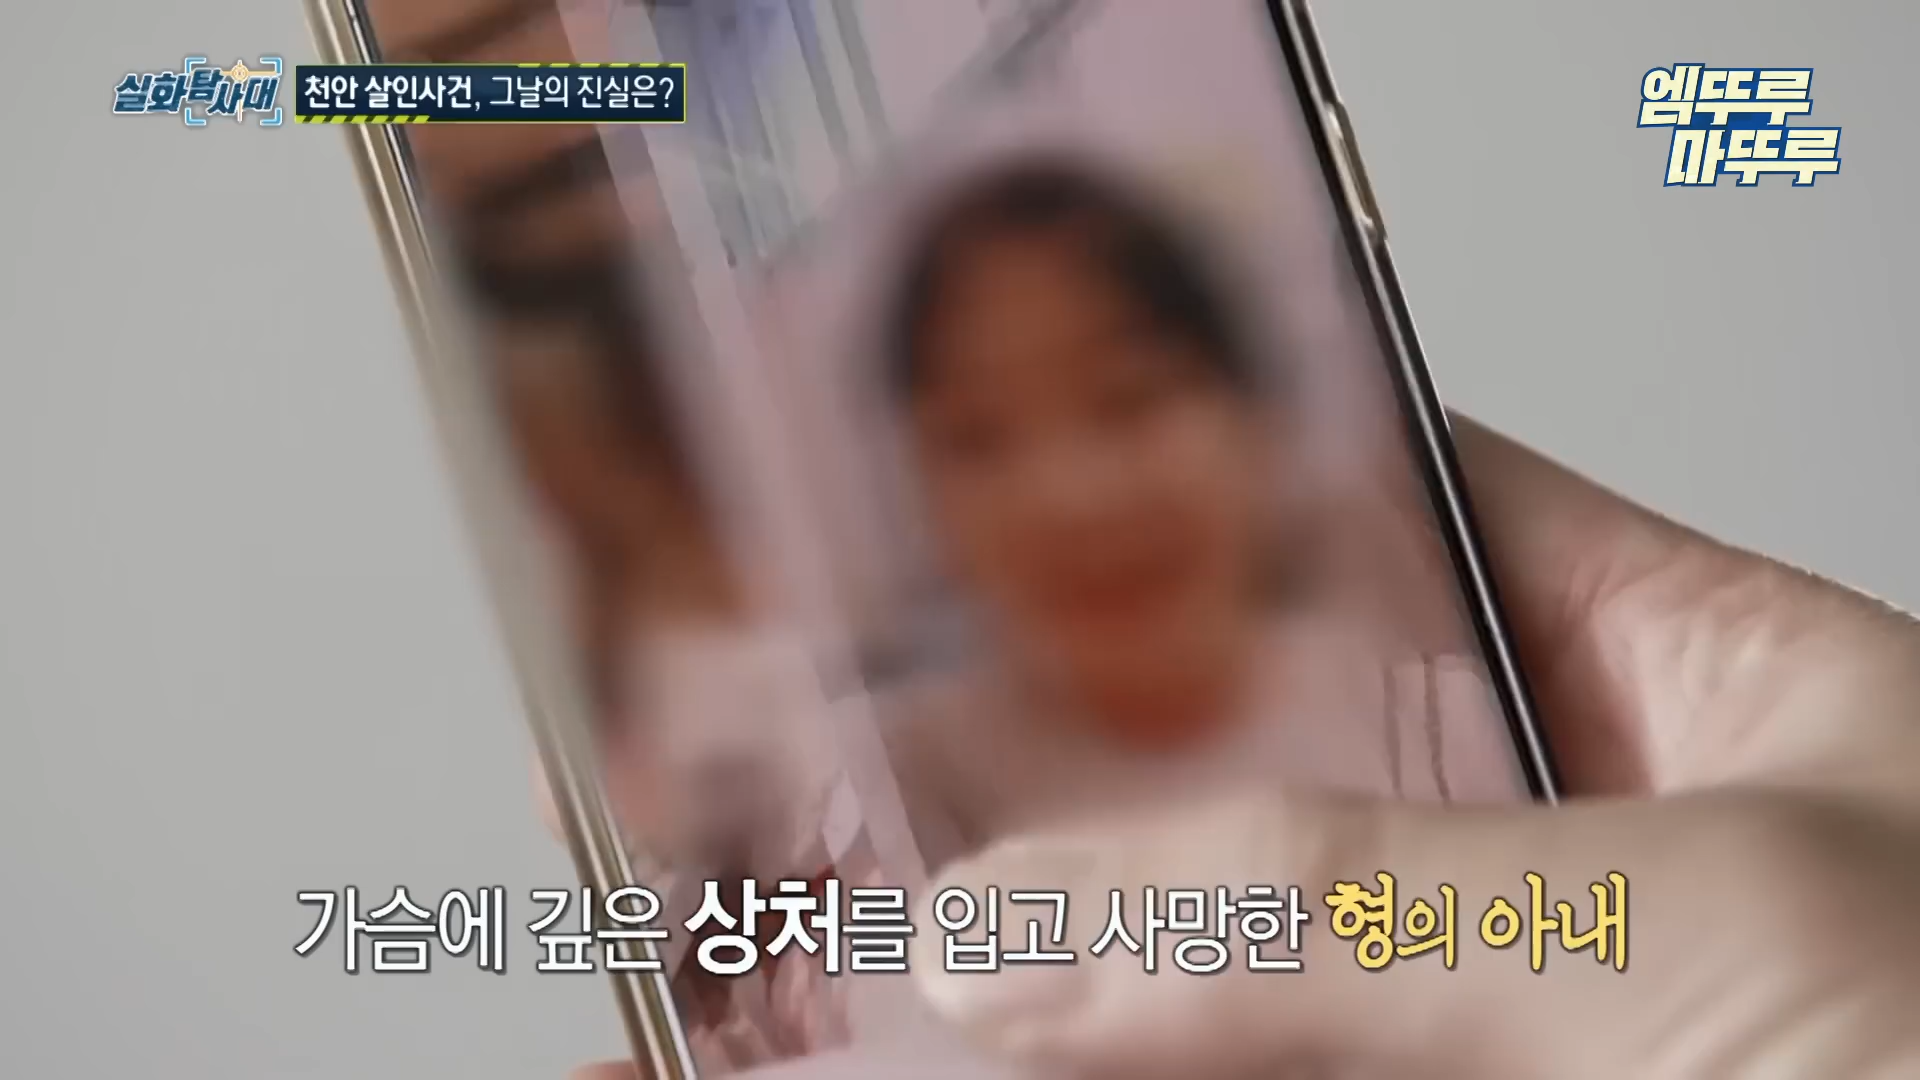 실화탐사대
천안 살인사건, 그날의 진실은?
엠뚜루
마뚜루
가슴에 깊은 상처를 입고 사망한 형의 아내